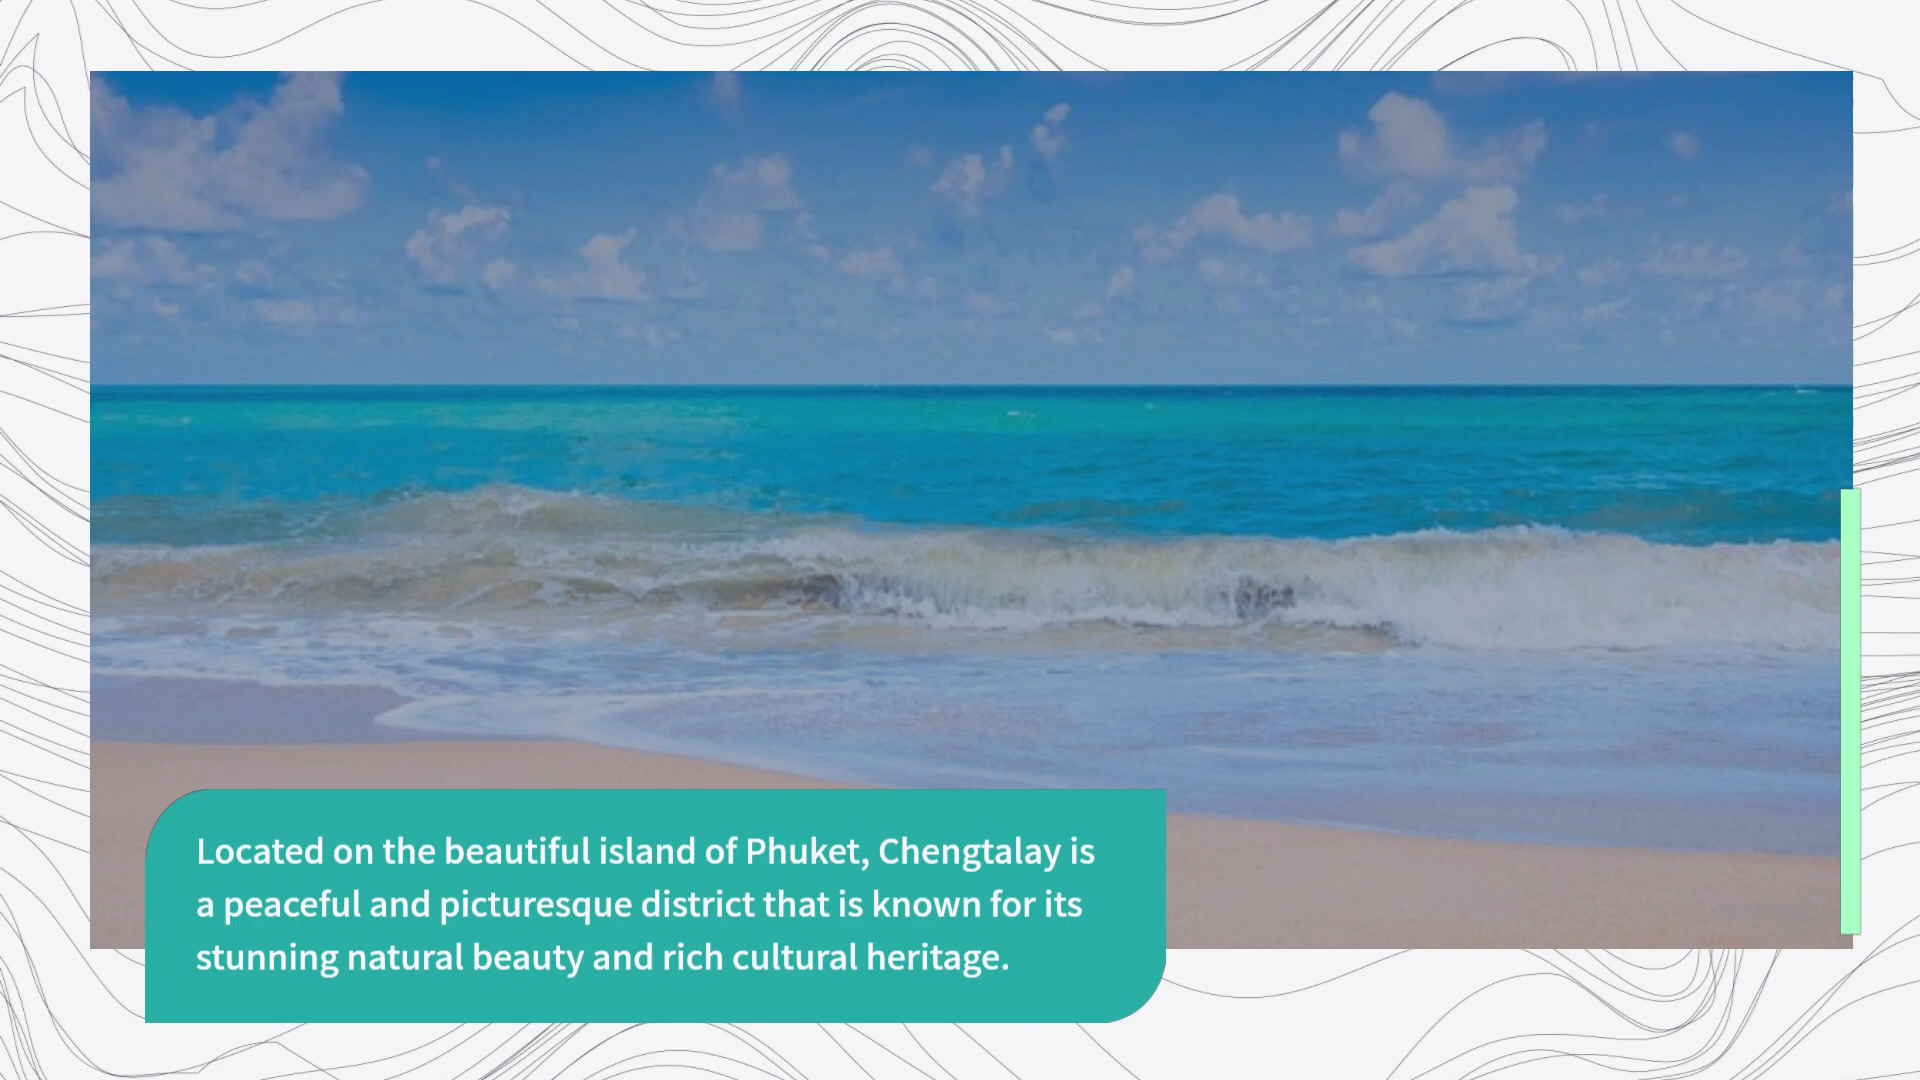 Located on the beautiful island of Phuket, Chengtalay is
a peaceful and picturesque district that is known for its
stunning natural beauty and rich cultural heritage.